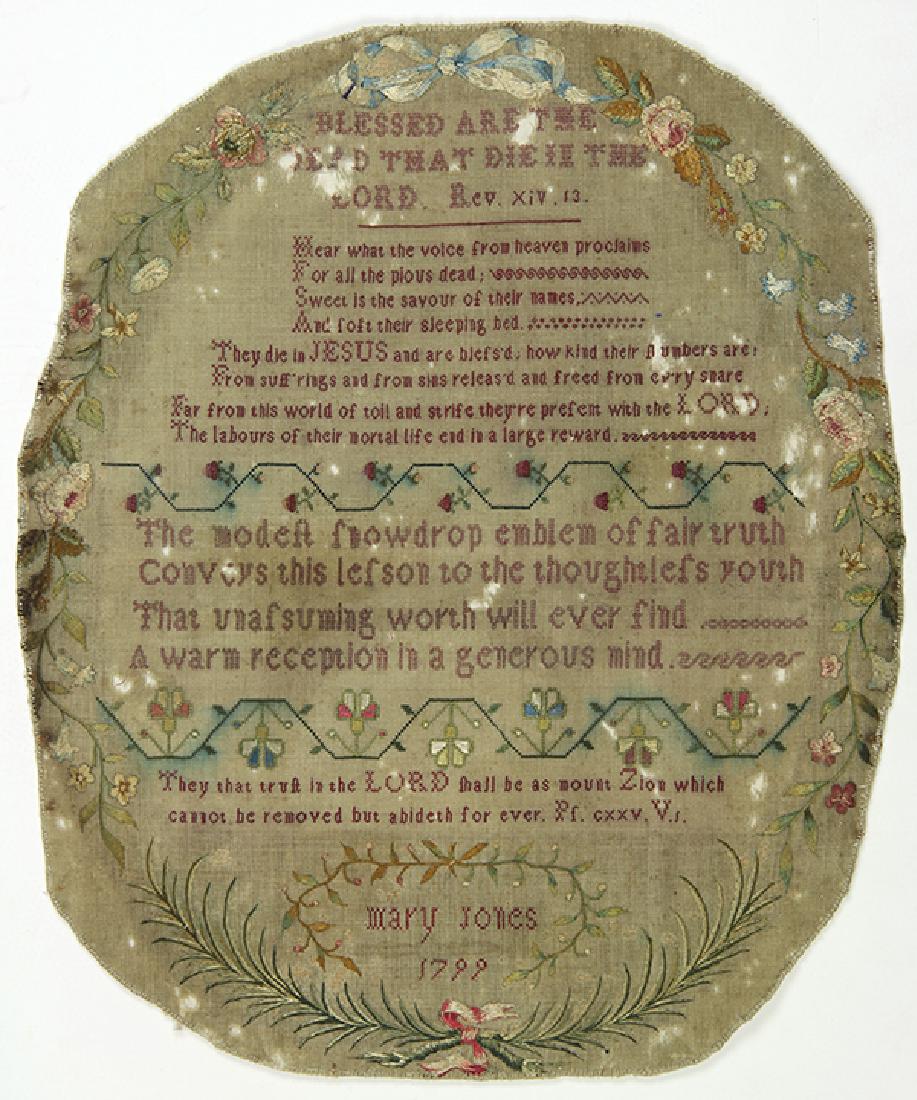 BLESSED ARE THE
DEAD THAT DIE IN THE
LORD. Rev. XiV. 13.
Hear what the voice from heaven proclaims
For all the pious dead;
Sweet is the savour of their names,
And ſoft their sleeping bed.
They die in JESUS and are bleſs'd; how kind their ſlumbers are:
From suff'rings and from sins releas'd and freed from ev'ry snare
Far from this world of toil and strife they're preſent with the LORD;
The labours of their mortal life end in a large reward.
The modeſt ſnowdrop emblem of fair truth
Conveys this leſson to the thoughtleſs youth
That unaſsuming worth will ever find
A warm reception in a generous mind.
They that truſt in the LORD ſhall be as mount Zion which
cannot be removed but abideth for ever. Pſ. cxxv. V.1.
mary jones
1799